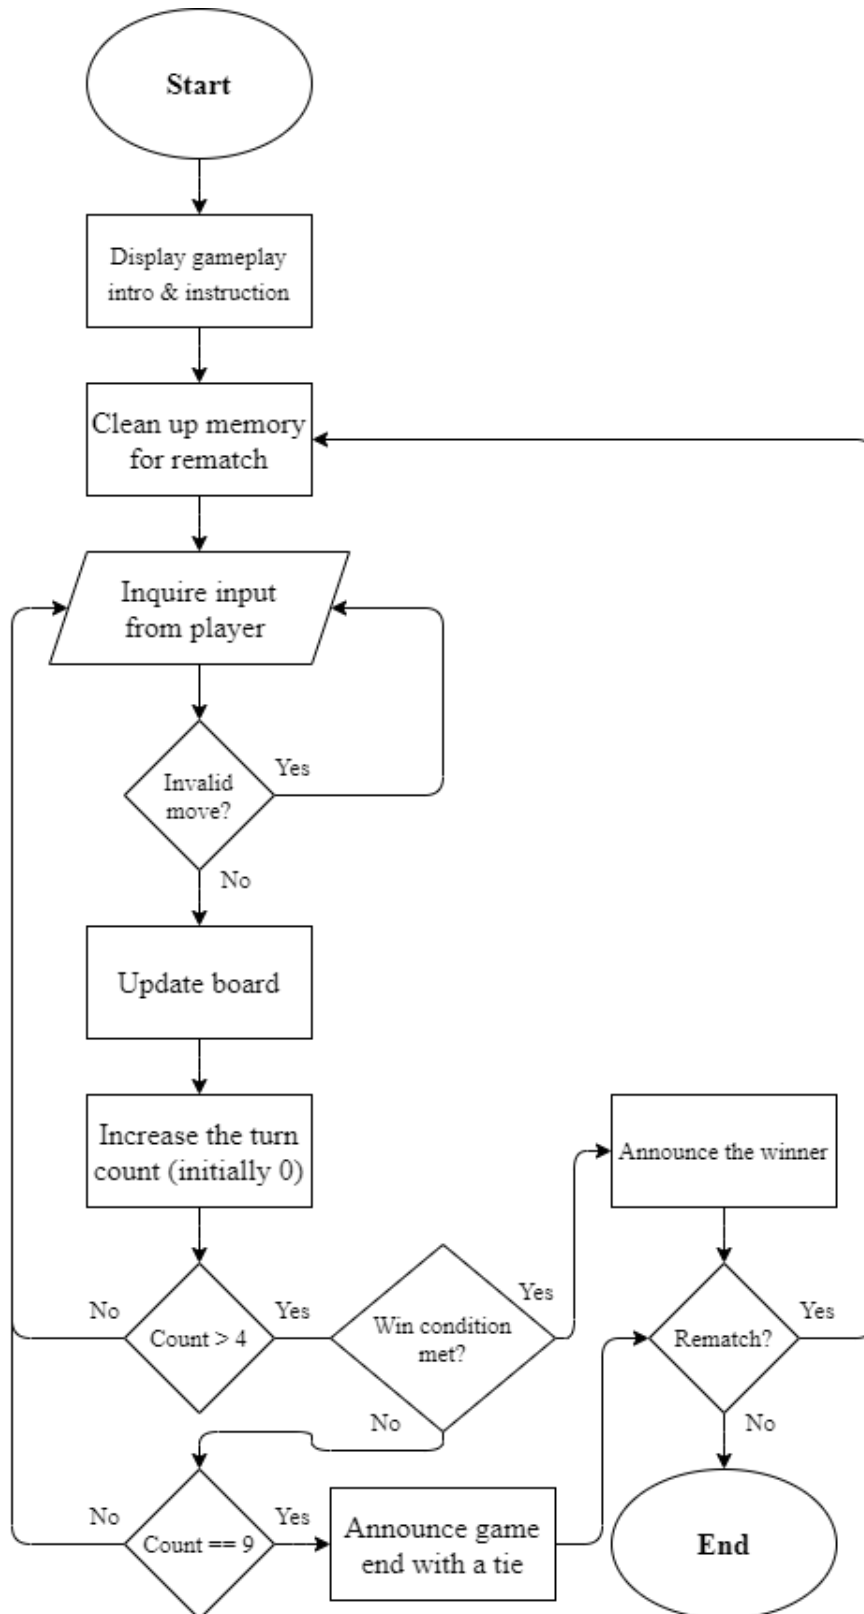 Start
Display gameplay
intro & instruction
Clean up memory
for rematch
Inquire input
from player
Invalid
move?
Yes
No
Update board
Increase the turn
count (initially 0)
Announce the winner
No
Count > 4
Yes
Win condition
met?
Yes
Rematch?
Yes
No
No
No
Count == 9
Yes
Announce game
end with a tie
End